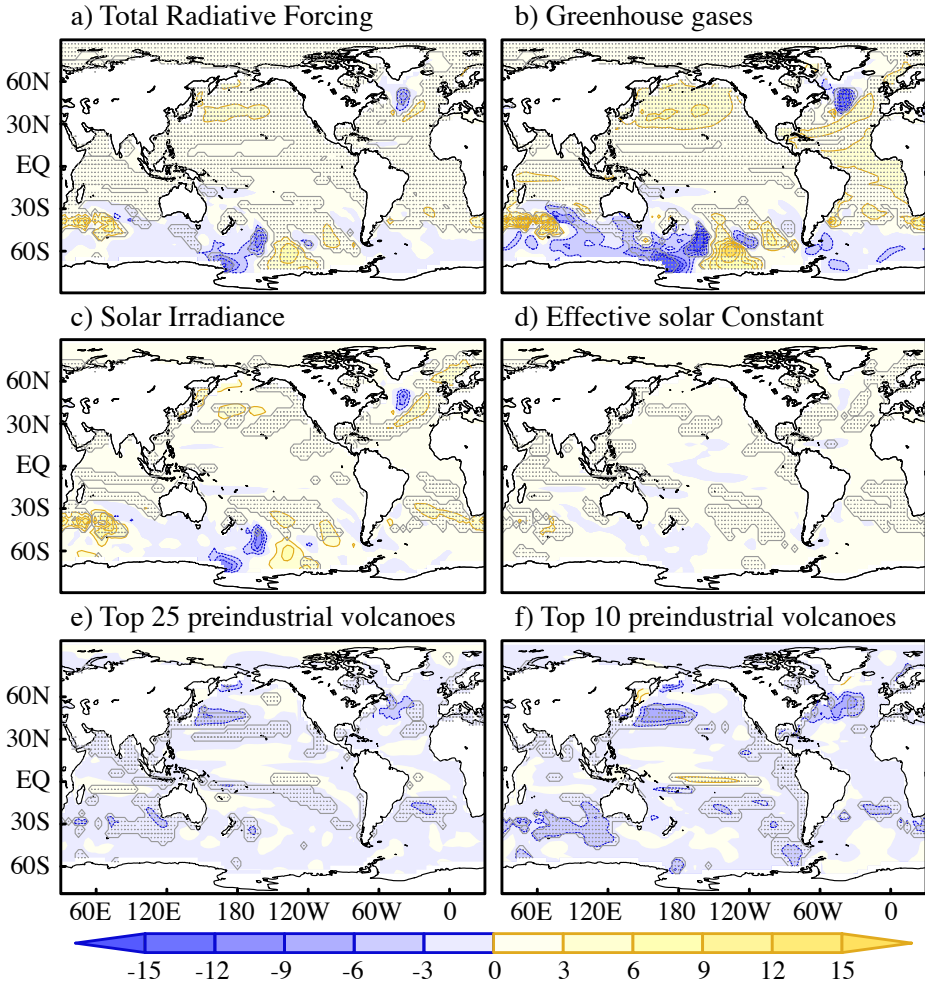 a) Total Radiative Forcing
b) Greenhouse gases
60N
30N
EQ
30S
60S
c) Solar Irradiance
d) Effective solar Constant
60N
30N
EQ
30S
60S
e) Top 25 preindustrial volcanoes
f) Top 10 preindustrial volcanoes
60N
30N
EQ
30S
60S
60E 120E 180 120W 60W 0
60E 120E 180 120W 60W 0
-15 -12 -9 -6 -3 0 3 6 9 12 15